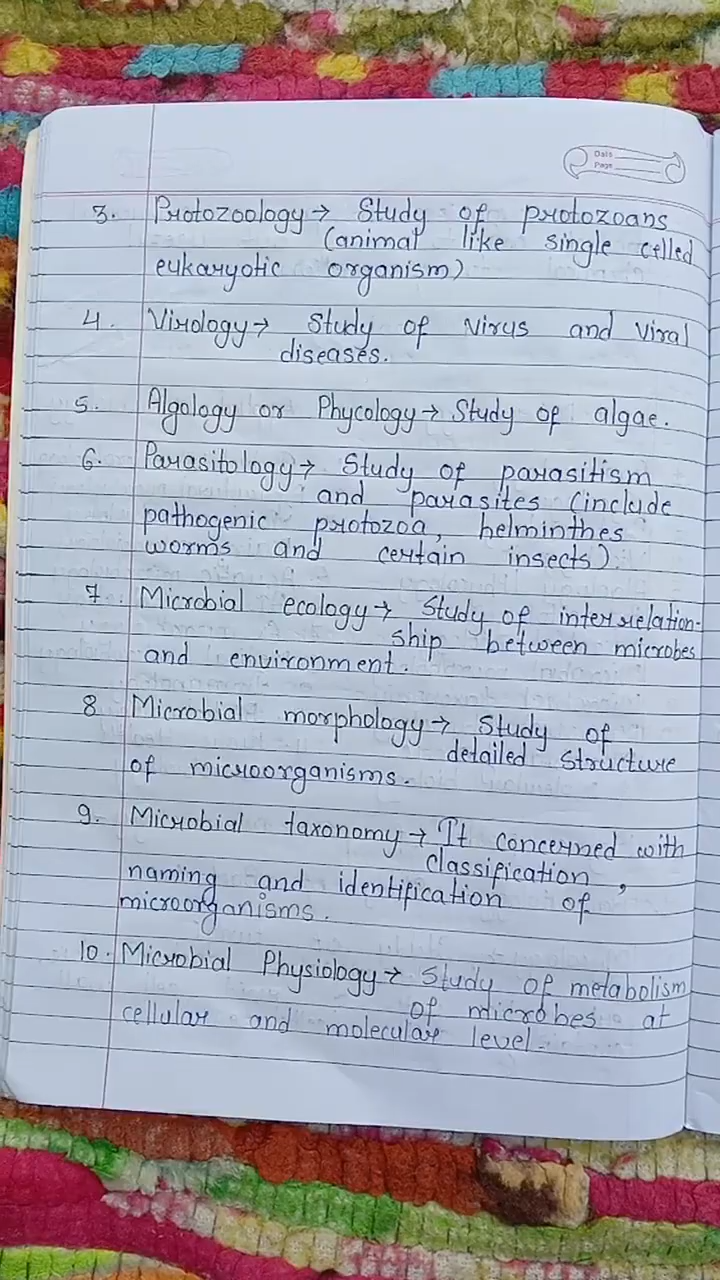 Date
Page
3. Protozoology → Study of protozoans
(animal like single celled
eukaryotic organism)
4. Virology → Study of virus and viral
diseases.
5. Algology or Phycology → Study of algae.
6. Parasitology → Study of parasitism
and parasites (include
pathogenic protozoa, helminthes
worms and certain insects).
7. Microbial ecology → Study of interrelation-
ship between microbes
and environment.
8. Microbial morphology → Study of
detailed structure
of microorganisms.
9. Microbial taxonomy → It concerned with
classification,
naming and identification of
microorganisms.
10. Microbial Physiology → Study of metabolism
of microbes at
cellular and molecular level.